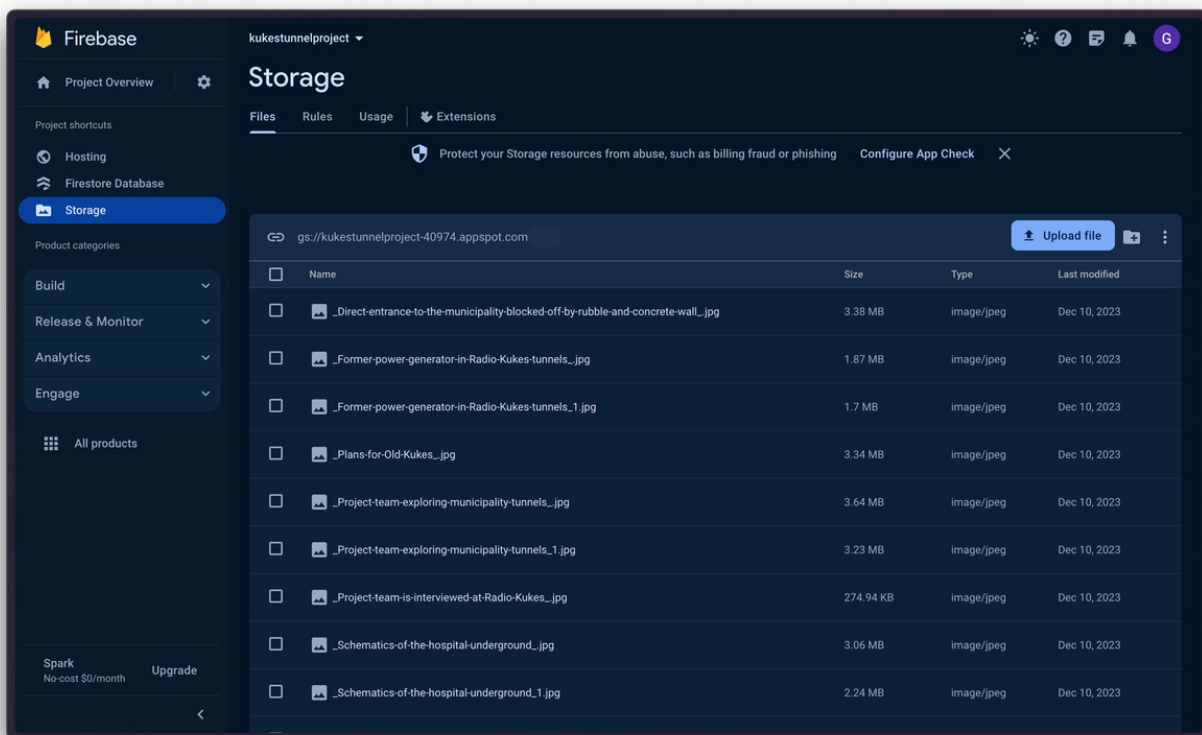 Firebase
kukestunnelproject
G
Project Overview
Storage
Project shortcuts
Files Rules Usage Extensions
Hosting
Protect your Storage resources from abuse, such as billing fraud or phishing Configure App Check
Firestore Database
Storage
Product categories
gs://kukestunnelproject-40974.appspot.com Upload file
Name Size Type Last modified
Build
Release & Monitor
Analytics
Engage
All products
_Direct-entrance-to-the-municipality-blocked-off-by-rubble-and-concrete-wall_.jpg 3.38 MB image/jpeg Dec 10, 2023
_Former-power-generator-in-Radio-Kukes-tunnels_.jpg 1.87 MB image/jpeg Dec 10, 2023
_Former-power-generator-in-Radio-Kukes-tunnels_1.jpg 1.7 MB image/jpeg Dec 10, 2023
_Plans-for-Old-Kukes_.jpg 3.34 MB image/jpeg Dec 10, 2023
_Project-team-exploring-municipality-tunnels_.jpg 3.64 MB image/jpeg Dec 10, 2023
_Project-team-exploring-municipality-tunnels_1.jpg 3.23 MB image/jpeg Dec 10, 2023
_Project-team-is-interviewed-at-Radio-Kukes_.jpg 274.94 KB image/jpeg Dec 10, 2023
_Schematics-of-the-hospital-underground_.jpg 3.06 MB image/jpeg Dec 10, 2023
_Schematics-of-the-hospital-underground_1.jpg 2.24 MB image/jpeg Dec 10, 2023
Spark
No-cost $0/month
Upgrade